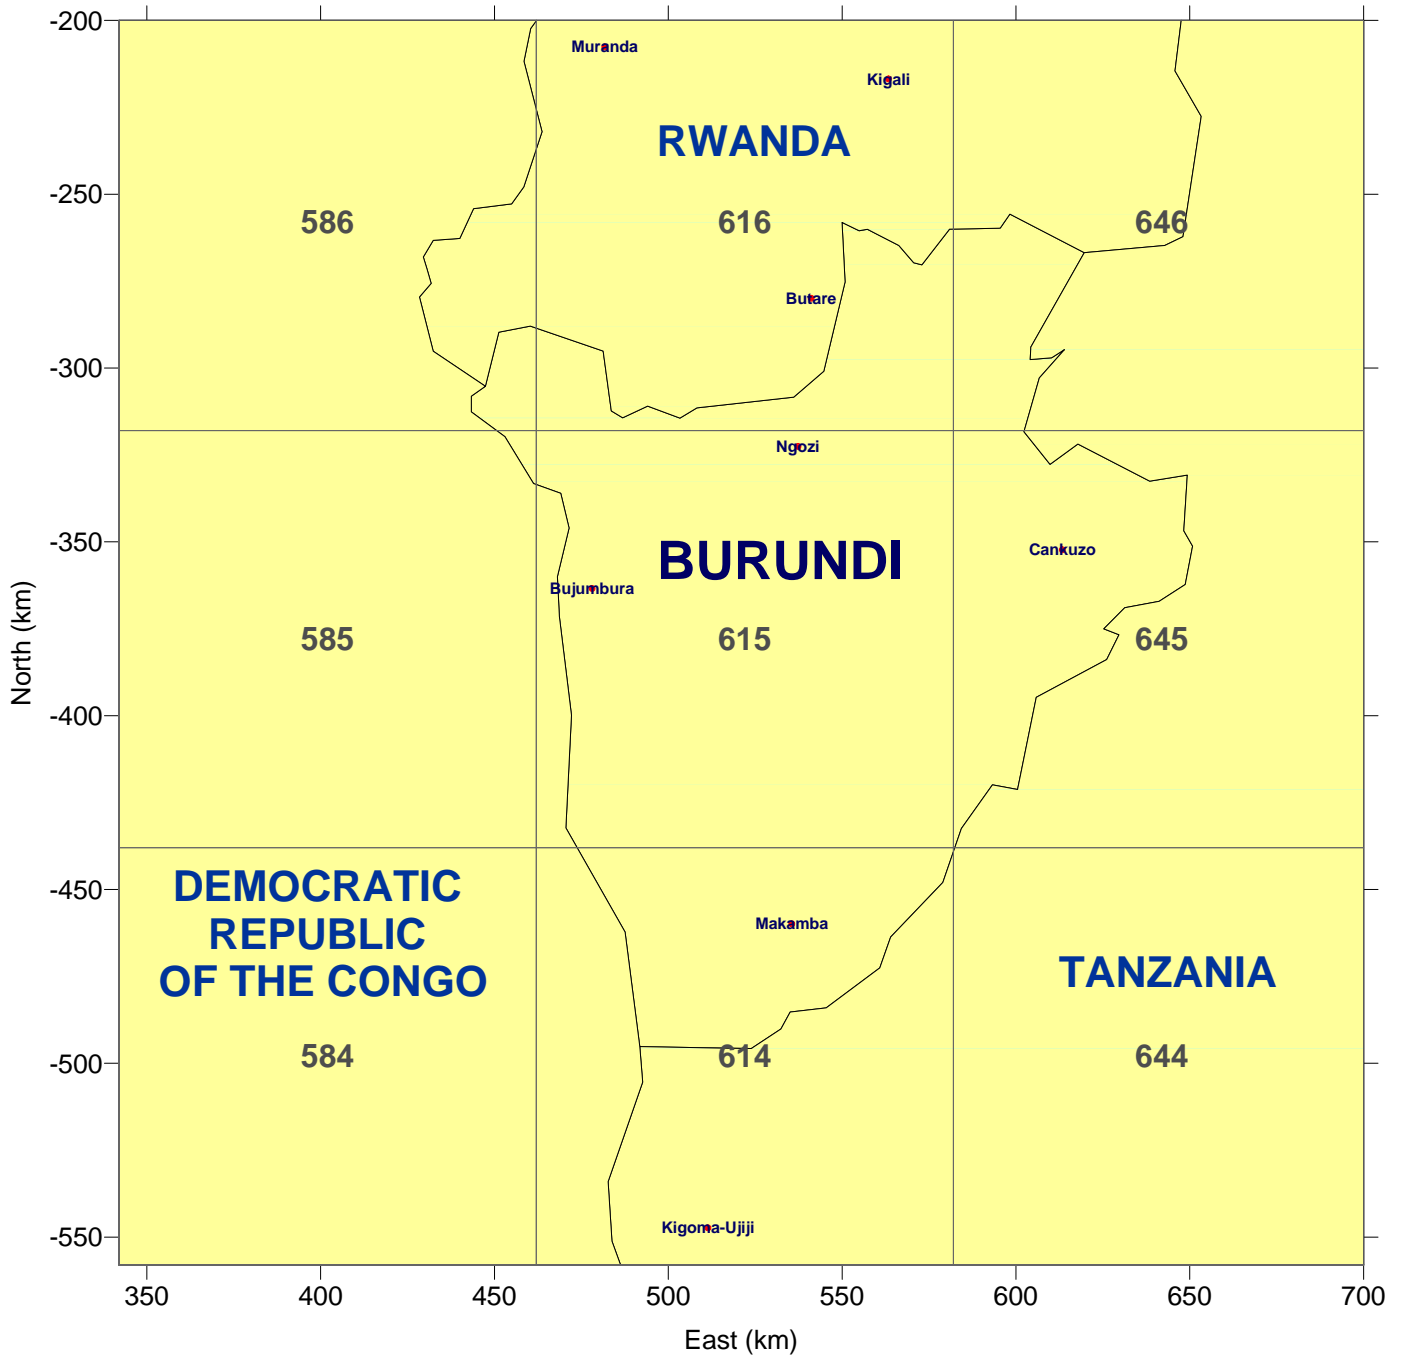 -200
Muranda
Kigali
RWANDA
-250
586
616
646
Butare
-300
Ngozi
-350
BURUNDI
Cankuzo
Bujumbura
585
615
645
North (km)
-400
-450
DEMOCRATIC
REPUBLIC
OF THE CONGO
Makamba
TANZANIA
-500
584
614
644
-550
Kigoma-Ujiji
350
400
450
500
550
600
650
700
East (km)